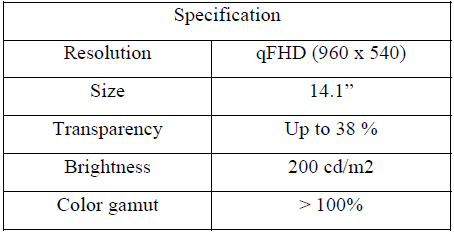 Specification
Resolution qFHD (960 x 540)
Size 14.1”
Transparency Up to 38 %
Brightness 200 cd/m2
Color gamut > 100%